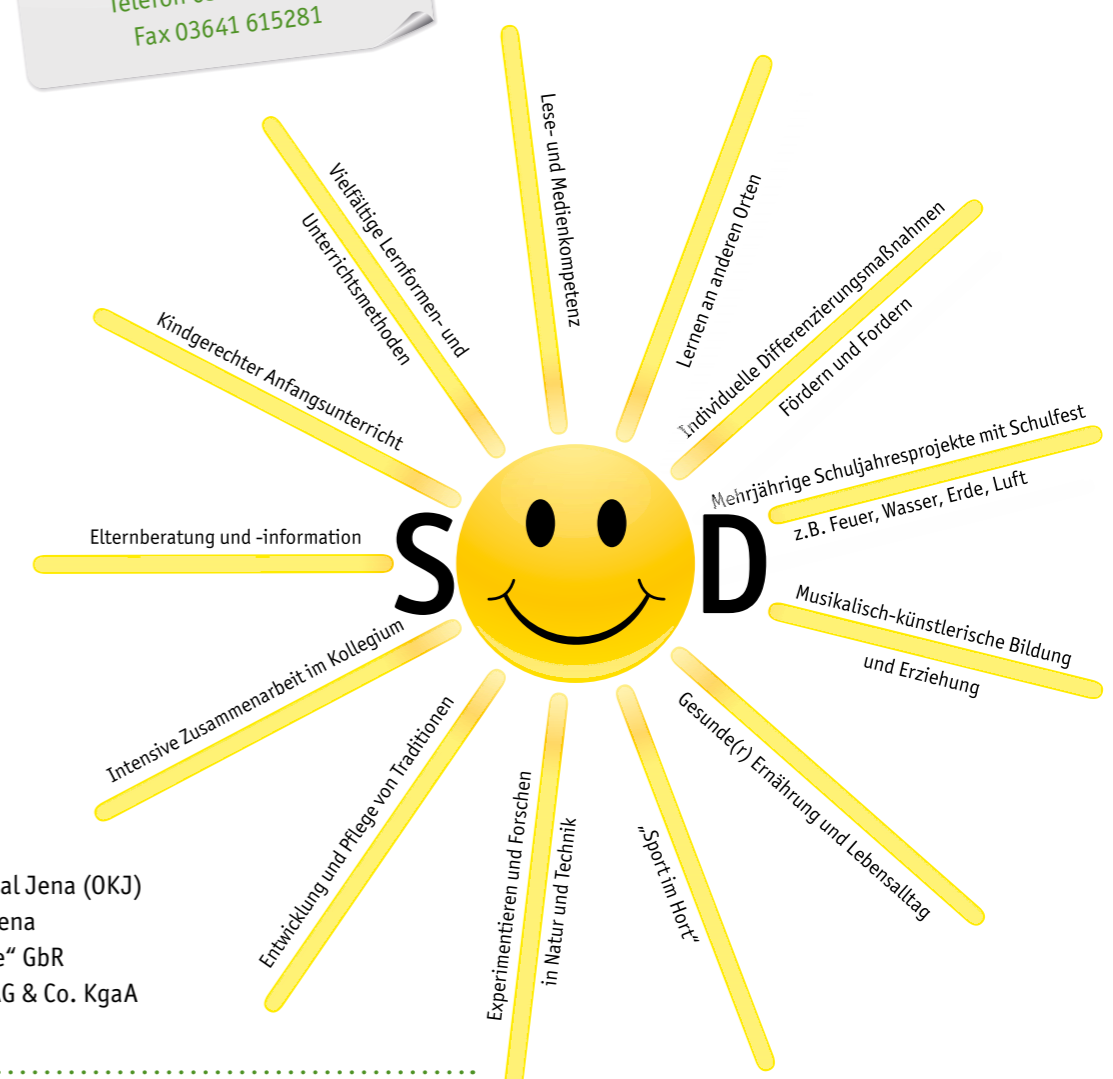 Telefon
Fax 03641 615281
Lese- und Medienkompetenz
Lernen an anderen Orten
Individuelle Differenzierungsmaßnahmen
Fördern und Fordern
Mehrjährige Schuljahresprojekte mit Schulfest
z.B. Feuer, Wasser, Erde, Luft
Musikalisch-künstlerische Bildung
und Erziehung
Gesunde(r) Ernährung und Lebensalltag
„Sport im Hort“
Experimentieren und Forschen
in Natur und Technik
Entwicklung und Pflege von Traditionen
Intensive Zusammenarbeit im Kollegium
Elternberatung und -information
Kindgerechter Anfangsunterricht
Vielfältige Lernformen- und
Unterrichtsmethoden
S D
al Jena (OKJ)
ena
e“ GbR
AG & Co. KgaA